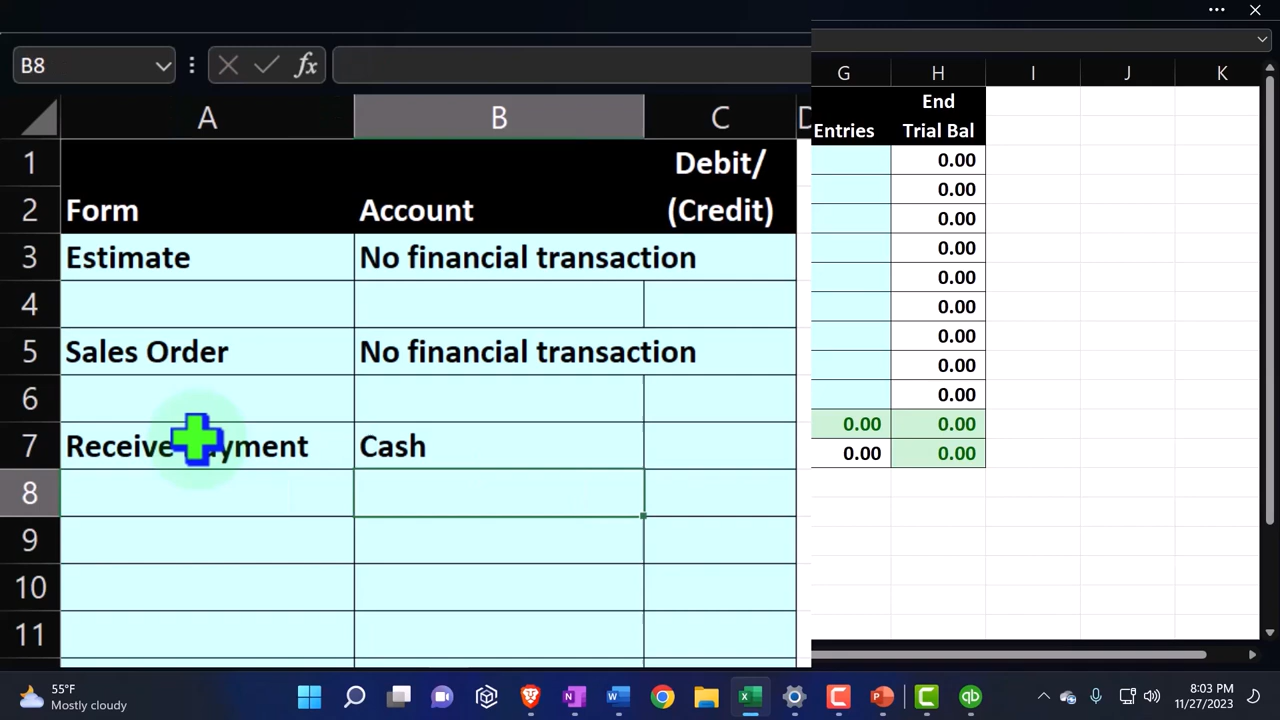 B8
fx
A B C D
G H I J K
1 Debit/
2 Form Account (Credit)
3 Estimate No financial transaction
4
5 Sales Order No financial transaction
6
7 Receive yment Cash
8
9
10
11
End
Entries Trial Bal
0.00
0.00
0.00
0.00
0.00
0.00
0.00
0.00
0.00
0.00 0.00
0.00 0.00
55°F
Mostly cloudy
8:03 PM
11/27/2023